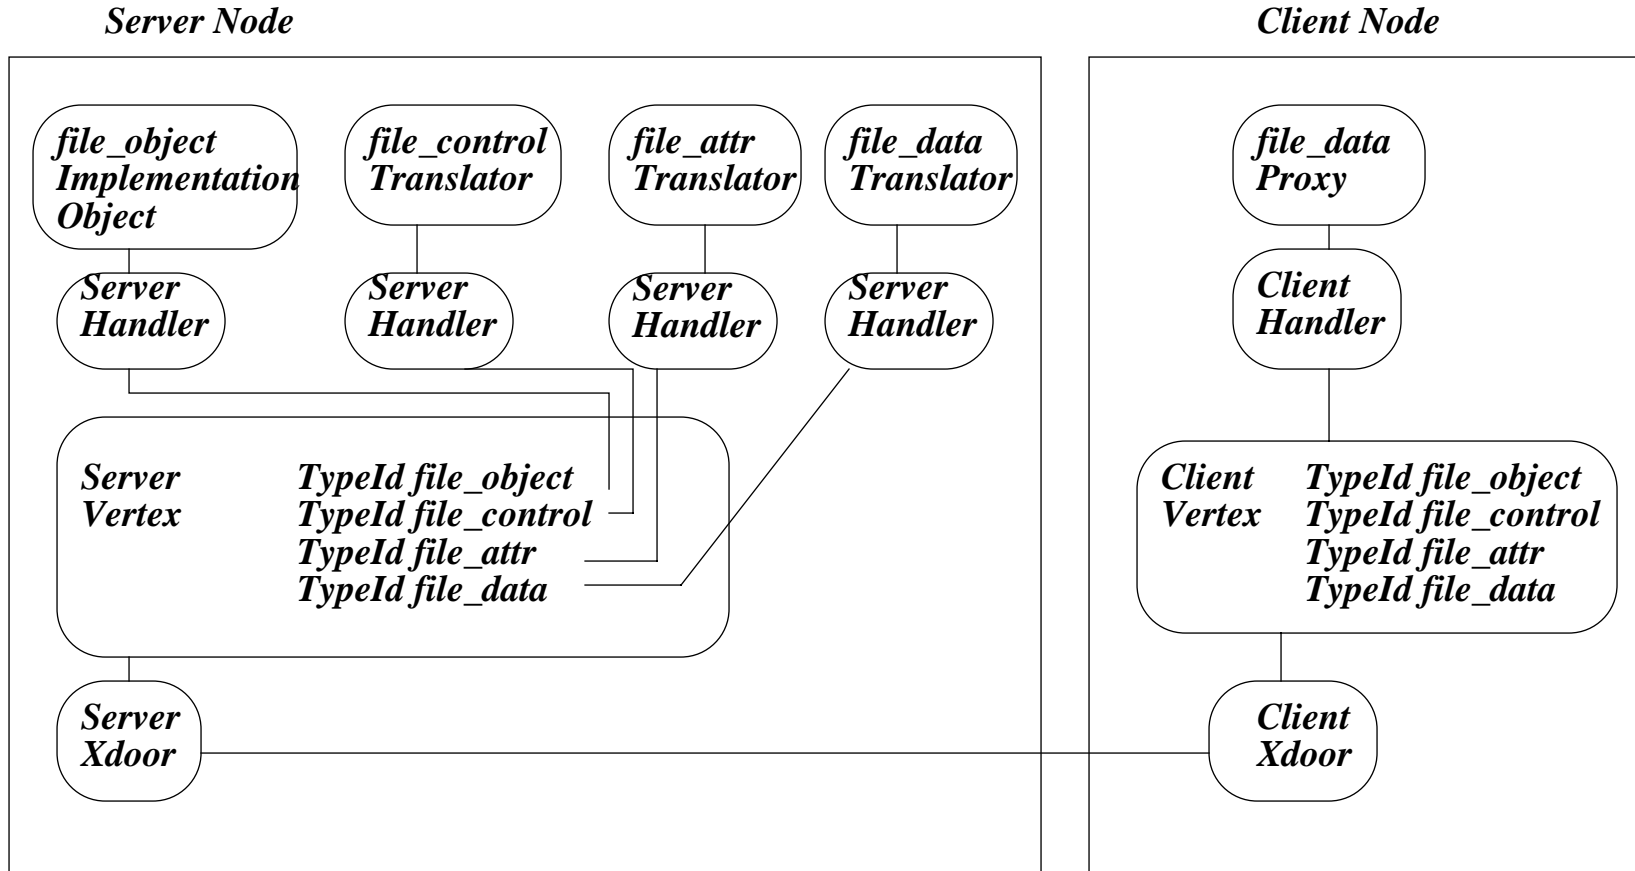 Server Node
Client Node
file_object
Implementation
Object
file_control
Translator
file_attr
Translator
file_data
Translator
file_data
Proxy
Server
Handler
Server
Handler
Server
Handler
Server
Handler
Client
Handler
Server
Vertex
TypeId file_object
TypeId file_control
TypeId file_attr
TypeId file_data
Client
Vertex
TypeId file_object
TypeId file_control
TypeId file_attr
TypeId file_data
Server
Xdoor
Client
Xdoor